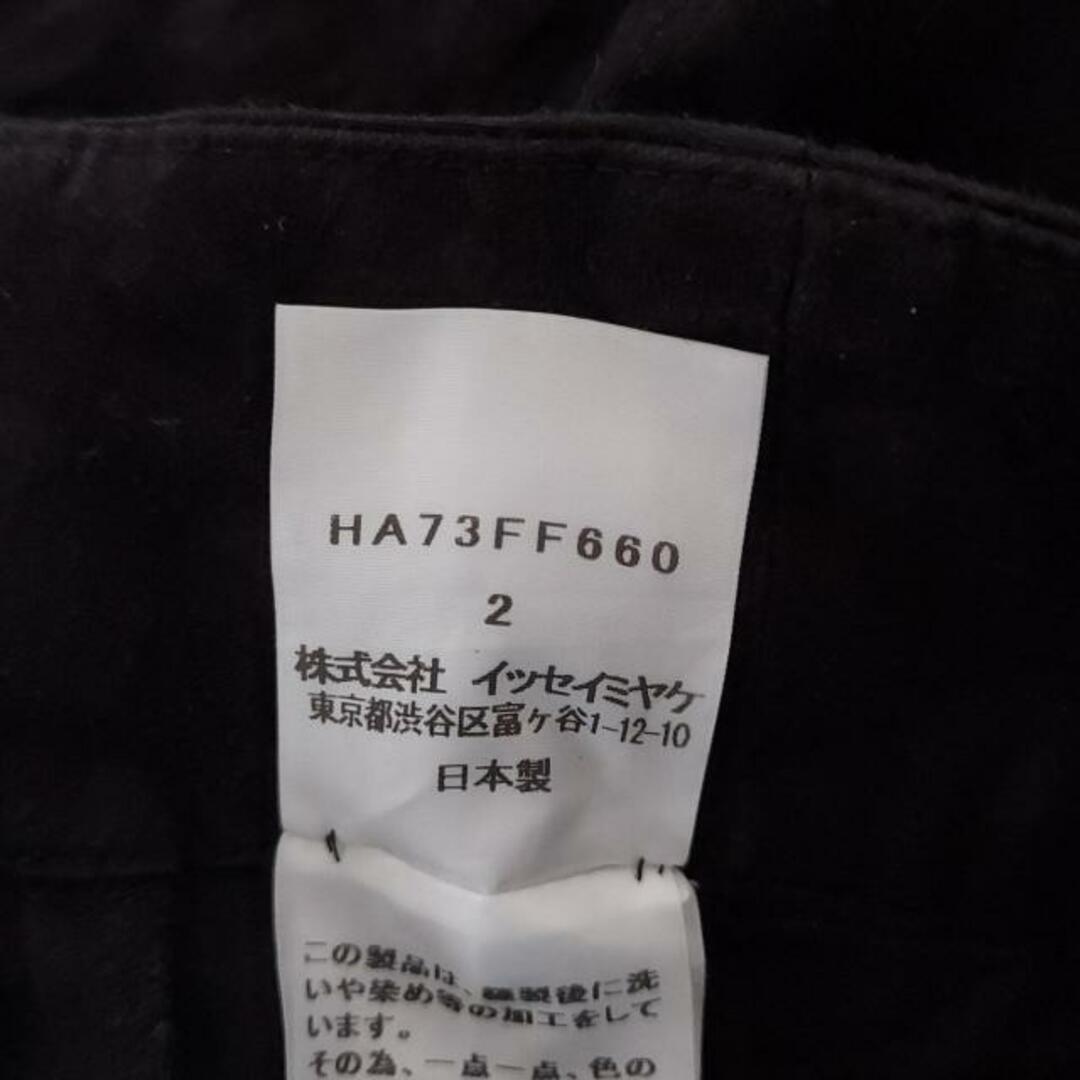 HA73FF660
2
株式会社 イッセイミヤケ
東京都渋谷区富ヶ谷1-12-10
日本製
この製品は、縫製後に洗
いや染め等の加工をして
います。
その為、一点一点、色の